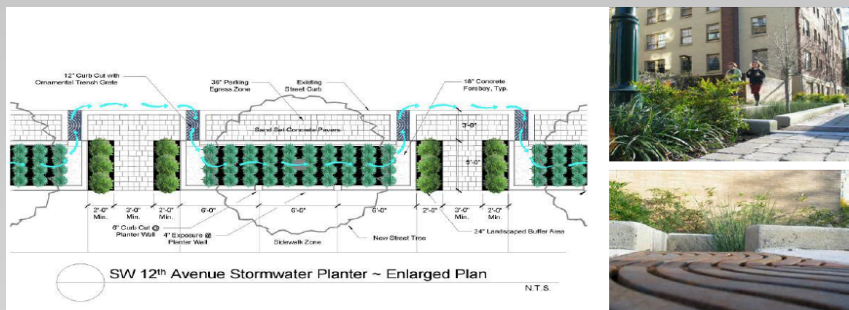 12" Curb Cut with
Ornamental Trench Grate
36" Parking
Egress Zone
Existing
Street Curb
18" Concrete
Forebay, Typ.
Sand Set Concrete Pavers
3'-0"
5'-0"
2'-0"
Min.
3'-0"
Min.
2'-0"
Min.
6'-0"
6'-0"
6'-0"
2'-0"
3'-0"
Min.
2'-0"
Min.
6" Curb Cut @
Planter Wall
4" Exposure @
Planter Wall
Sidewalk Zone
New Street Tree
24" Landscaped Buffer Area
SW 12th Avenue Stormwater Planter ~ Enlarged Plan
N.T.S.